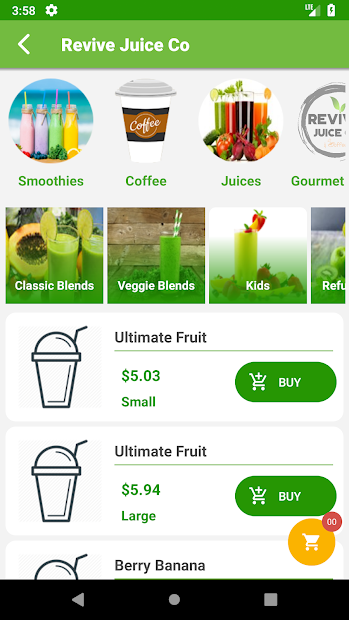 3:58
LTE
Revive Juice Co
Coffee
REVIV
JUICE
Smoothies
Coffee
Juices
Gourmet
Classic Blends
Veggie Blends
Kids
Refu
Ultimate Fruit
$5.03
BUY
Small
Ultimate Fruit
$5.94
BUY
Large
00
Berry Banana